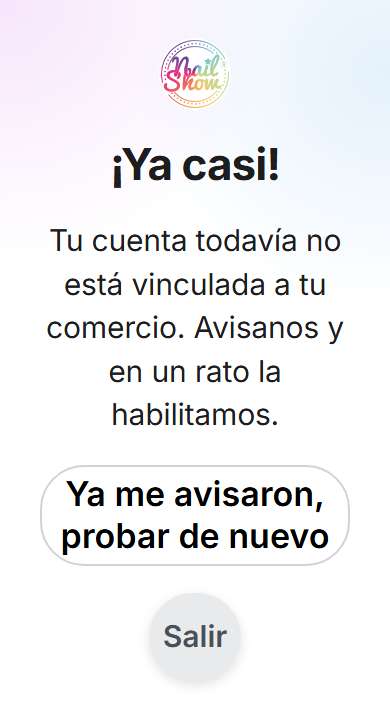 Nail
Show
¡Ya casi!
Tu cuenta todavía no
está vinculada a tu
comercio. Avisanos y
en un rato la
habilitamos.
Ya me avisaron,
probar de nuevo
Salir